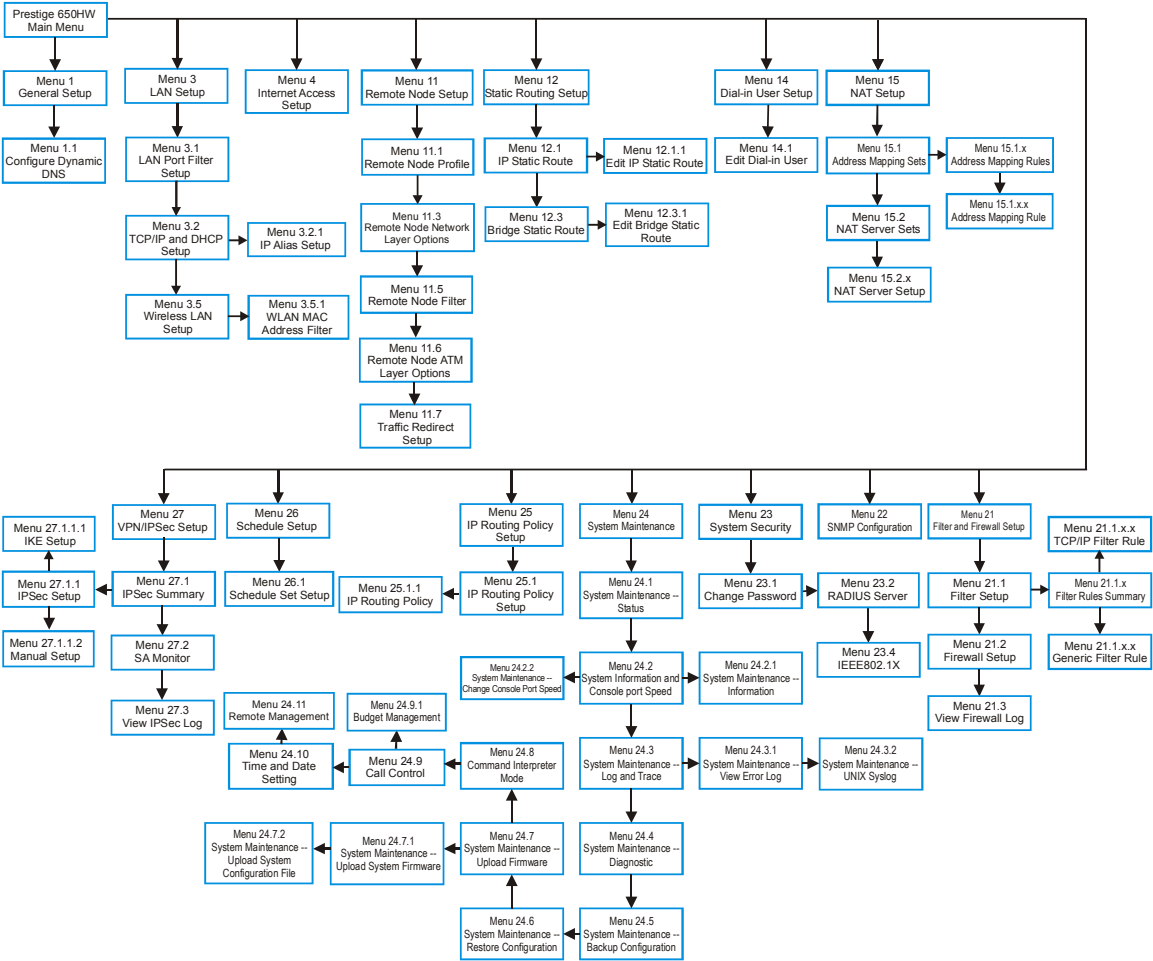 Prestige 650HW
Main Menu
Menu 1
General Setup
Menu 1.1
Configure Dynamic
DNS
Menu 3
LAN Setup
Menu 3.1
LAN Port Filter
Setup
Menu 3.2
TCP/IP and DHCP
Setup
Menu 3.2.1
IP Alias Setup
Menu 3.5
Wireless LAN
Setup
Menu 3.5.1
WLAN MAC
Address Filter
Menu 4
Internet Access
Setup
Menu 11
Remote Node Setup
Menu 11.1
Remote Node Profile
Menu 11.3
Remote Node Network
Layer Options
Menu 11.5
Remote Node Filter
Menu 11.6
Remote Node ATM
Layer Options
Menu 11.7
Traffic Redirect
Setup
Menu 12
Static Routing Setup
Menu 12.1
IP Static Route
Menu 12.1.1
Edit IP Static Route
Menu 12.3
Bridge Static Route
Menu 12.3.1
Edit Bridge Static
Route
Menu 14
Dial-in User Setup
Menu 14.1
Edit Dial-in User
Menu 15
NAT Setup
Menu 15.1
Address Mapping Sets
Menu 15.1.x
Address Mapping Rules
Menu 15.1.x.x
Address Mapping Rule
Menu 15.2
NAT Server Sets
Menu 15.2.x
NAT Server Setup
Menu 27
VPN/IPSec Setup
Menu 27.1
IPSec Summary
Menu 27.1.1
IPSec Setup
Menu 27.1.1.1
IKE Setup
Menu 27.1.1.2
Manual Setup
Menu 27.2
SA Monitor
Menu 27.3
View IPSec Log
Menu 26
Schedule Setup
Menu 26.1
Schedule Set Setup
Menu 25
IP Routing Policy
Setup
Menu 25.1
IP Routing Policy
Setup
Menu 25.1.1
IP Routing Policy
Menu 24
System Maintenance
Menu 24.1
System Maintenance --
Status
Menu 24.2
System Information and
Console port Speed
Menu 24.2.2
System Maintenance --
Change Console Port Speed
Menu 24.2.1
System Maintenance --
Information
Menu 24.3
System Maintenance --
Log and Trace
Menu 24.3.1
System Maintenance --
View Error Log
Menu 24.3.2
System Maintenance --
UNIX Syslog
Menu 24.4
System Maintenance --
Diagnostic
Menu 24.5
System Maintenance --
Backup Configuration
Menu 24.6
System Maintenance --
Restore Configuration
Menu 24.7
System Maintenance --
Upload Firmware
Menu 24.7.1
System Maintenance --
Upload System Firmware
Menu 24.7.2
System Maintenance --
Upload System
Configuration File
Menu 24.8
Command Interpreter
Mode
Menu 24.9
Call Control
Menu 24.9.1
Budget Management
Menu 24.10
Time and Date
Setting
Menu 24.11
Remote Management
Menu 23
System Security
Menu 23.1
Change Password
Menu 23.2
RADIUS Server
Menu 23.4
IEEE802.1X
Menu 22
SNMP Configuration
Menu 21
Filter and Firewall Setup
Menu 21.1
Filter Setup
Menu 21.1.x
Filter Rules Summary
Menu 21.1.x.x
TCP/IP Filter Rule
Menu 21.1.x.x
Generic Filter Rule
Menu 21.2
Firewall Setup
Menu 21.3
View Firewall Log